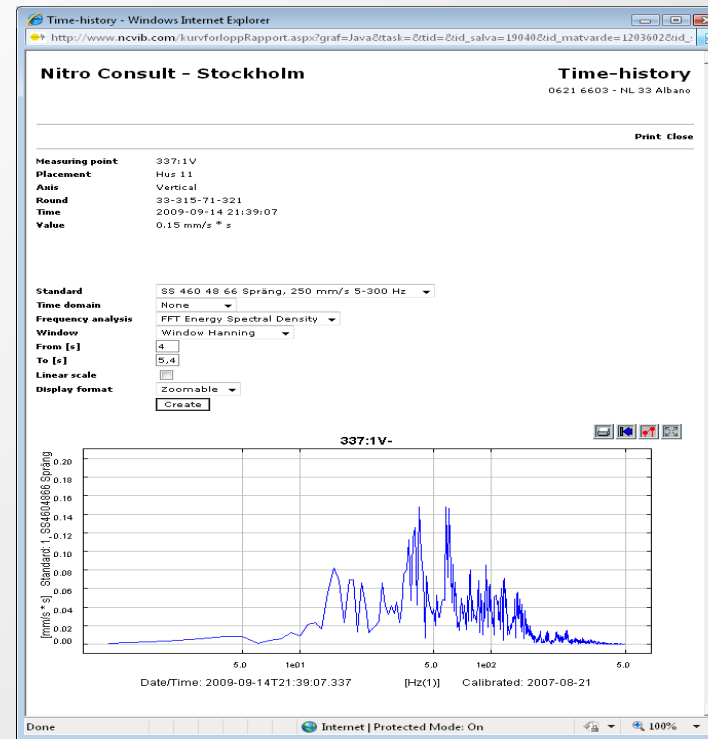 Time-history - Windows Internet Explorer
http://www.ncvib.com/kurvforloppRapport.aspx?graf=Java&task=&tid=&id_salva=19040&id_matvarde=1203602&id_
Nitro Consult - Stockholm
Time-history
0621 6603 - NL 33 Albano
Print Close
Measuring point 337:1V
Placement Hus 11
Axis Vertical
Round 33-315-71-321
Time 2009-09-14 21:39:07
Value 0.15 mm/s * s
Standard SS 460 48 66 Spräng, 250 mm/s 5-300 Hz
Time domain None
Frequency analysis FFT Energy Spectral Density
Window Window Hanning
From [s] 4
To [s] 5,4
Linear scale
Display format Zoomable
Create
337:1V-
[mm/s * s] Standard: 1, SS4604866 Spräng
0.20
0.18
0.16
0.14
0.12
0.10
0.08
0.06
0.04
0.02
0.00
5.0 1e01 5.0 1e02 5.0
Date/Time: 2009-09-14T21:39:07.337 [Hz(1)] Calibrated: 2007-08-21
Done Internet | Protected Mode: On 100%